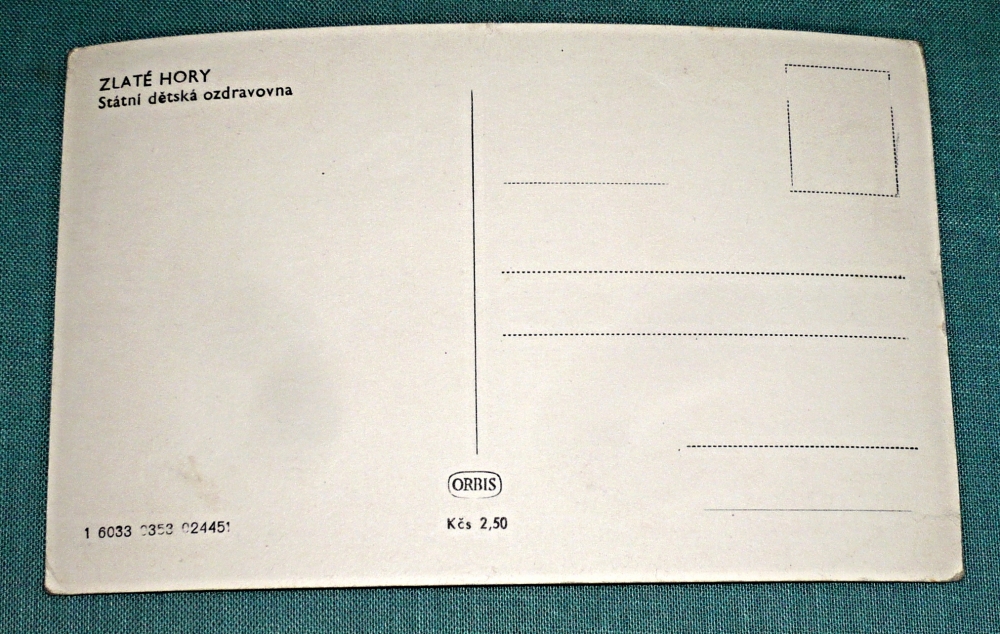 ZLATÉ HORY
Státní dětská ozdravovna
ORBIS
Kčs 2,50
1 6033 0353 024451